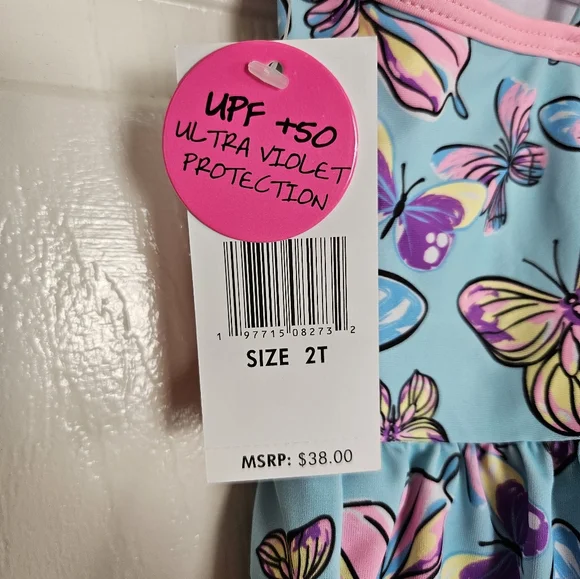 UPF +50
ULTRA VIOLET
PROTECTION
1 97715 08273 2
SIZE 2T
MSRP: $38.00